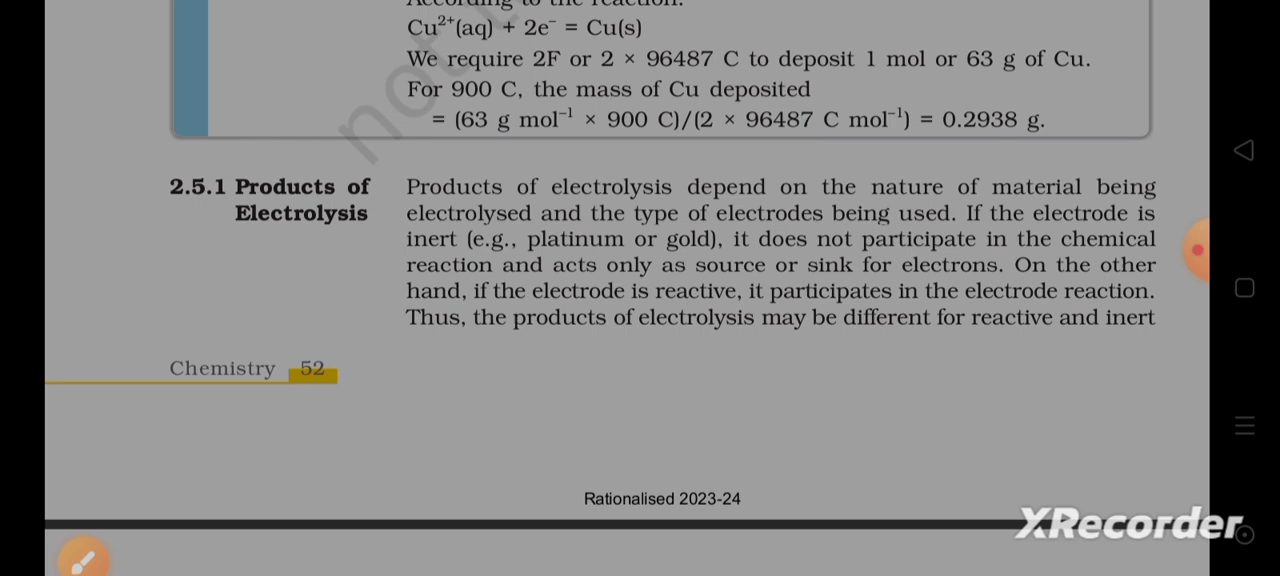 According to the reaction:
Cu²⁺(aq) + 2e⁻ = Cu(s)
We require 2F or 2 × 96487 C to deposit 1 mol or 63 g of Cu.
For 900 C, the mass of Cu deposited
= (63 g mol⁻¹ × 900 C)/(2 × 96487 C mol⁻¹) = 0.2938 g.
not
2.5.1 Products of
Electrolysis
Products of electrolysis depend on the nature of material being
electrolysed and the type of electrodes being used. If the electrode is
inert (e.g., platinum or gold), it does not participate in the chemical
reaction and acts only as source or sink for electrons. On the other
hand, if the electrode is reactive, it participates in the electrode reaction.
Thus, the products of electrolysis may be different for reactive and inert
Chemistry 52
Rationalised 2023-24
XRecorder